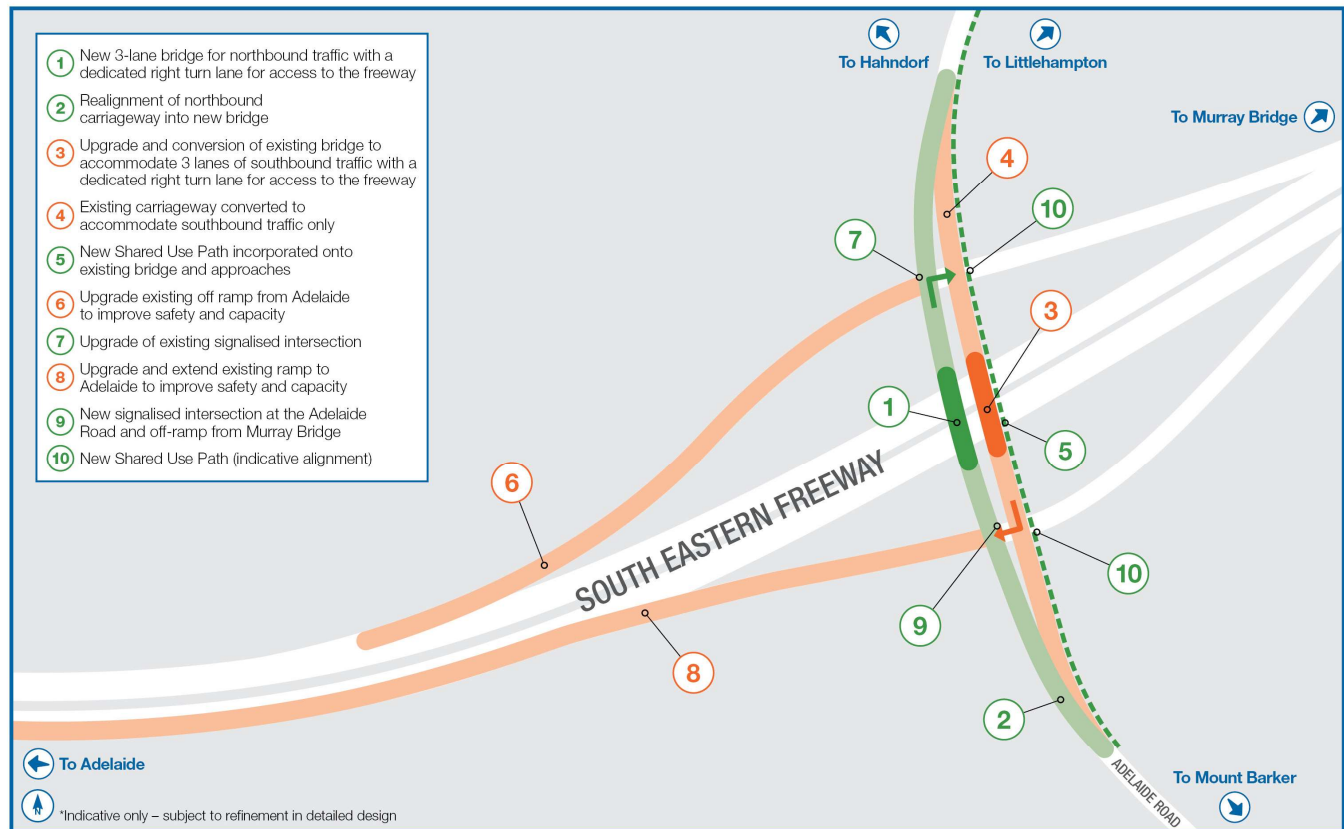 1 New 3-lane bridge for northbound traffic with a
dedicated right turn lane for access to the freeway
2 Realignment of northbound
carriageway into new bridge
3 Upgrade and conversion of existing bridge to
accommodate 3 lanes of southbound traffic with a
dedicated right turn lane for access to the freeway
4 Existing carriageway converted to
accommodate southbound traffic only
5 New Shared Use Path incorporated onto
existing bridge and approaches
6 Upgrade existing off ramp from Adelaide
to improve safety and capacity
7 Upgrade of existing signalised intersection
8 Upgrade and extend existing ramp to
Adelaide to improve safety and capacity
9 New signalised intersection at the Adelaide
Road and off-ramp from Murray Bridge
10 New Shared Use Path (indicative alignment)
To Hahndorf
To Littlehampton
To Murray Bridge
4
10
7
3
1
5
6
SOUTH EASTERN FREEWAY
10
9
8
2
To Adelaide
ADELAIDE ROAD
To Mount Barker
N
*Indicative only – subject to refinement in detailed design